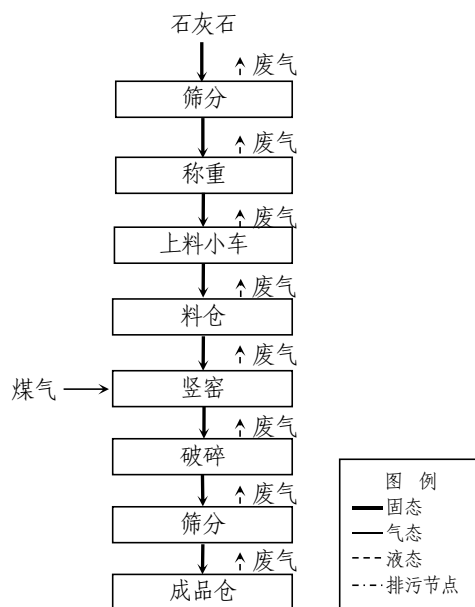 石灰石
废气
筛分
废气
称重
废气
上料小车
废气
料仓
废气
煤气
竖窑
废气
破碎
废气
筛分
废气
成品仓
图 例
固态
气态
液态
排污节点